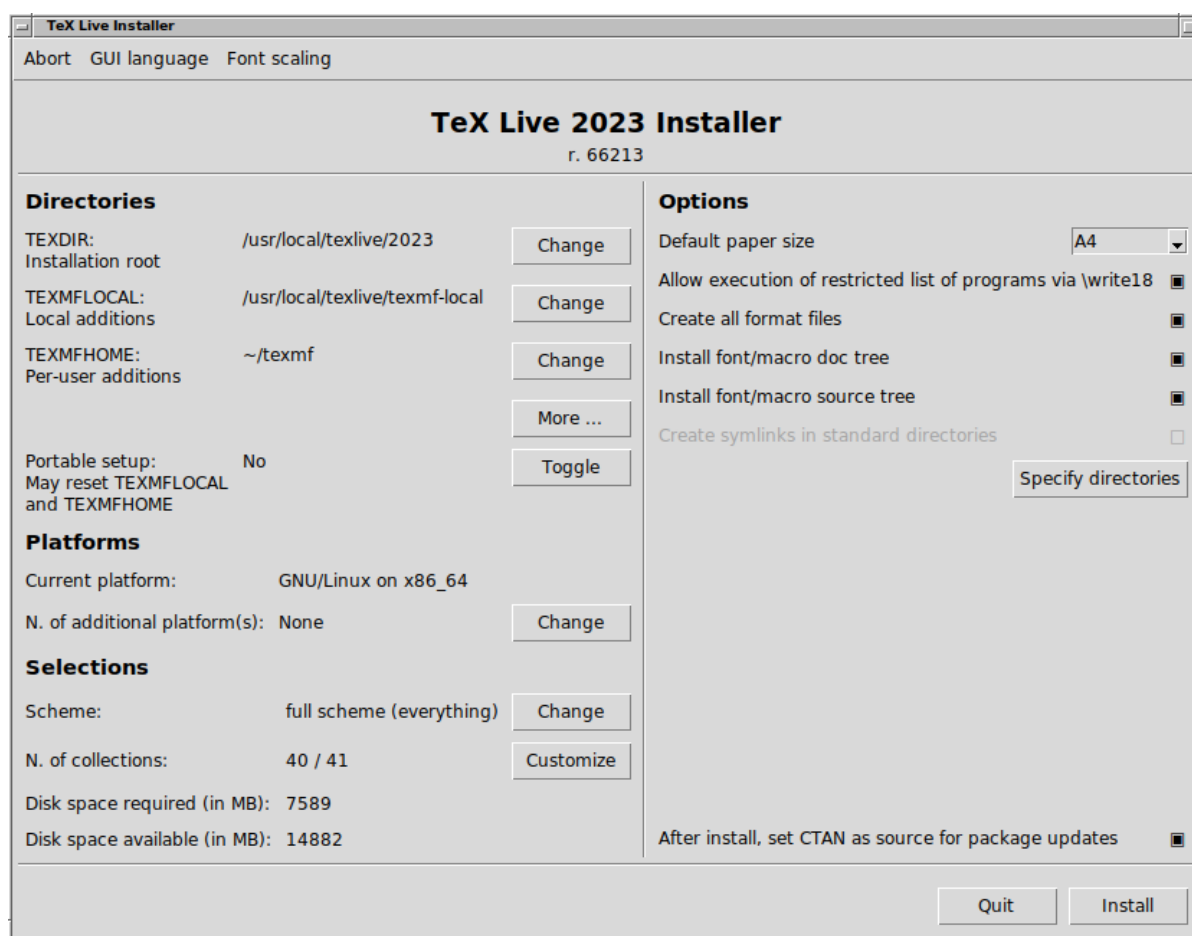 TeX Live Installer
Abort GUI language Font scaling
TeX Live 2023 Installer
r. 66213
Directories
TEXDIR: /usr/local/texlive/2023 Change
Installation root
TEXMFLOCAL: /usr/local/texlive/texmf-local Change
Local additions
TEXMFHOME: ~/texmf Change
Per-user additions
More ...
Portable setup: No Toggle
May reset TEXMFLOCAL
and TEXMFHOME
Platforms
Current platform: GNU/Linux on x86_64
N. of additional platform(s): None Change
Selections
Scheme: full scheme (everything) Change
N. of collections: 40 / 41 Customize
Disk space required (in MB): 7589
Disk space available (in MB): 14882
Options
Default paper size A4
Allow execution of restricted list of programs via \write18
Create all format files
Install font/macro doc tree
Install font/macro source tree
Create symlinks in standard directories
Specify directories
After install, set CTAN as source for package updates
Quit Install